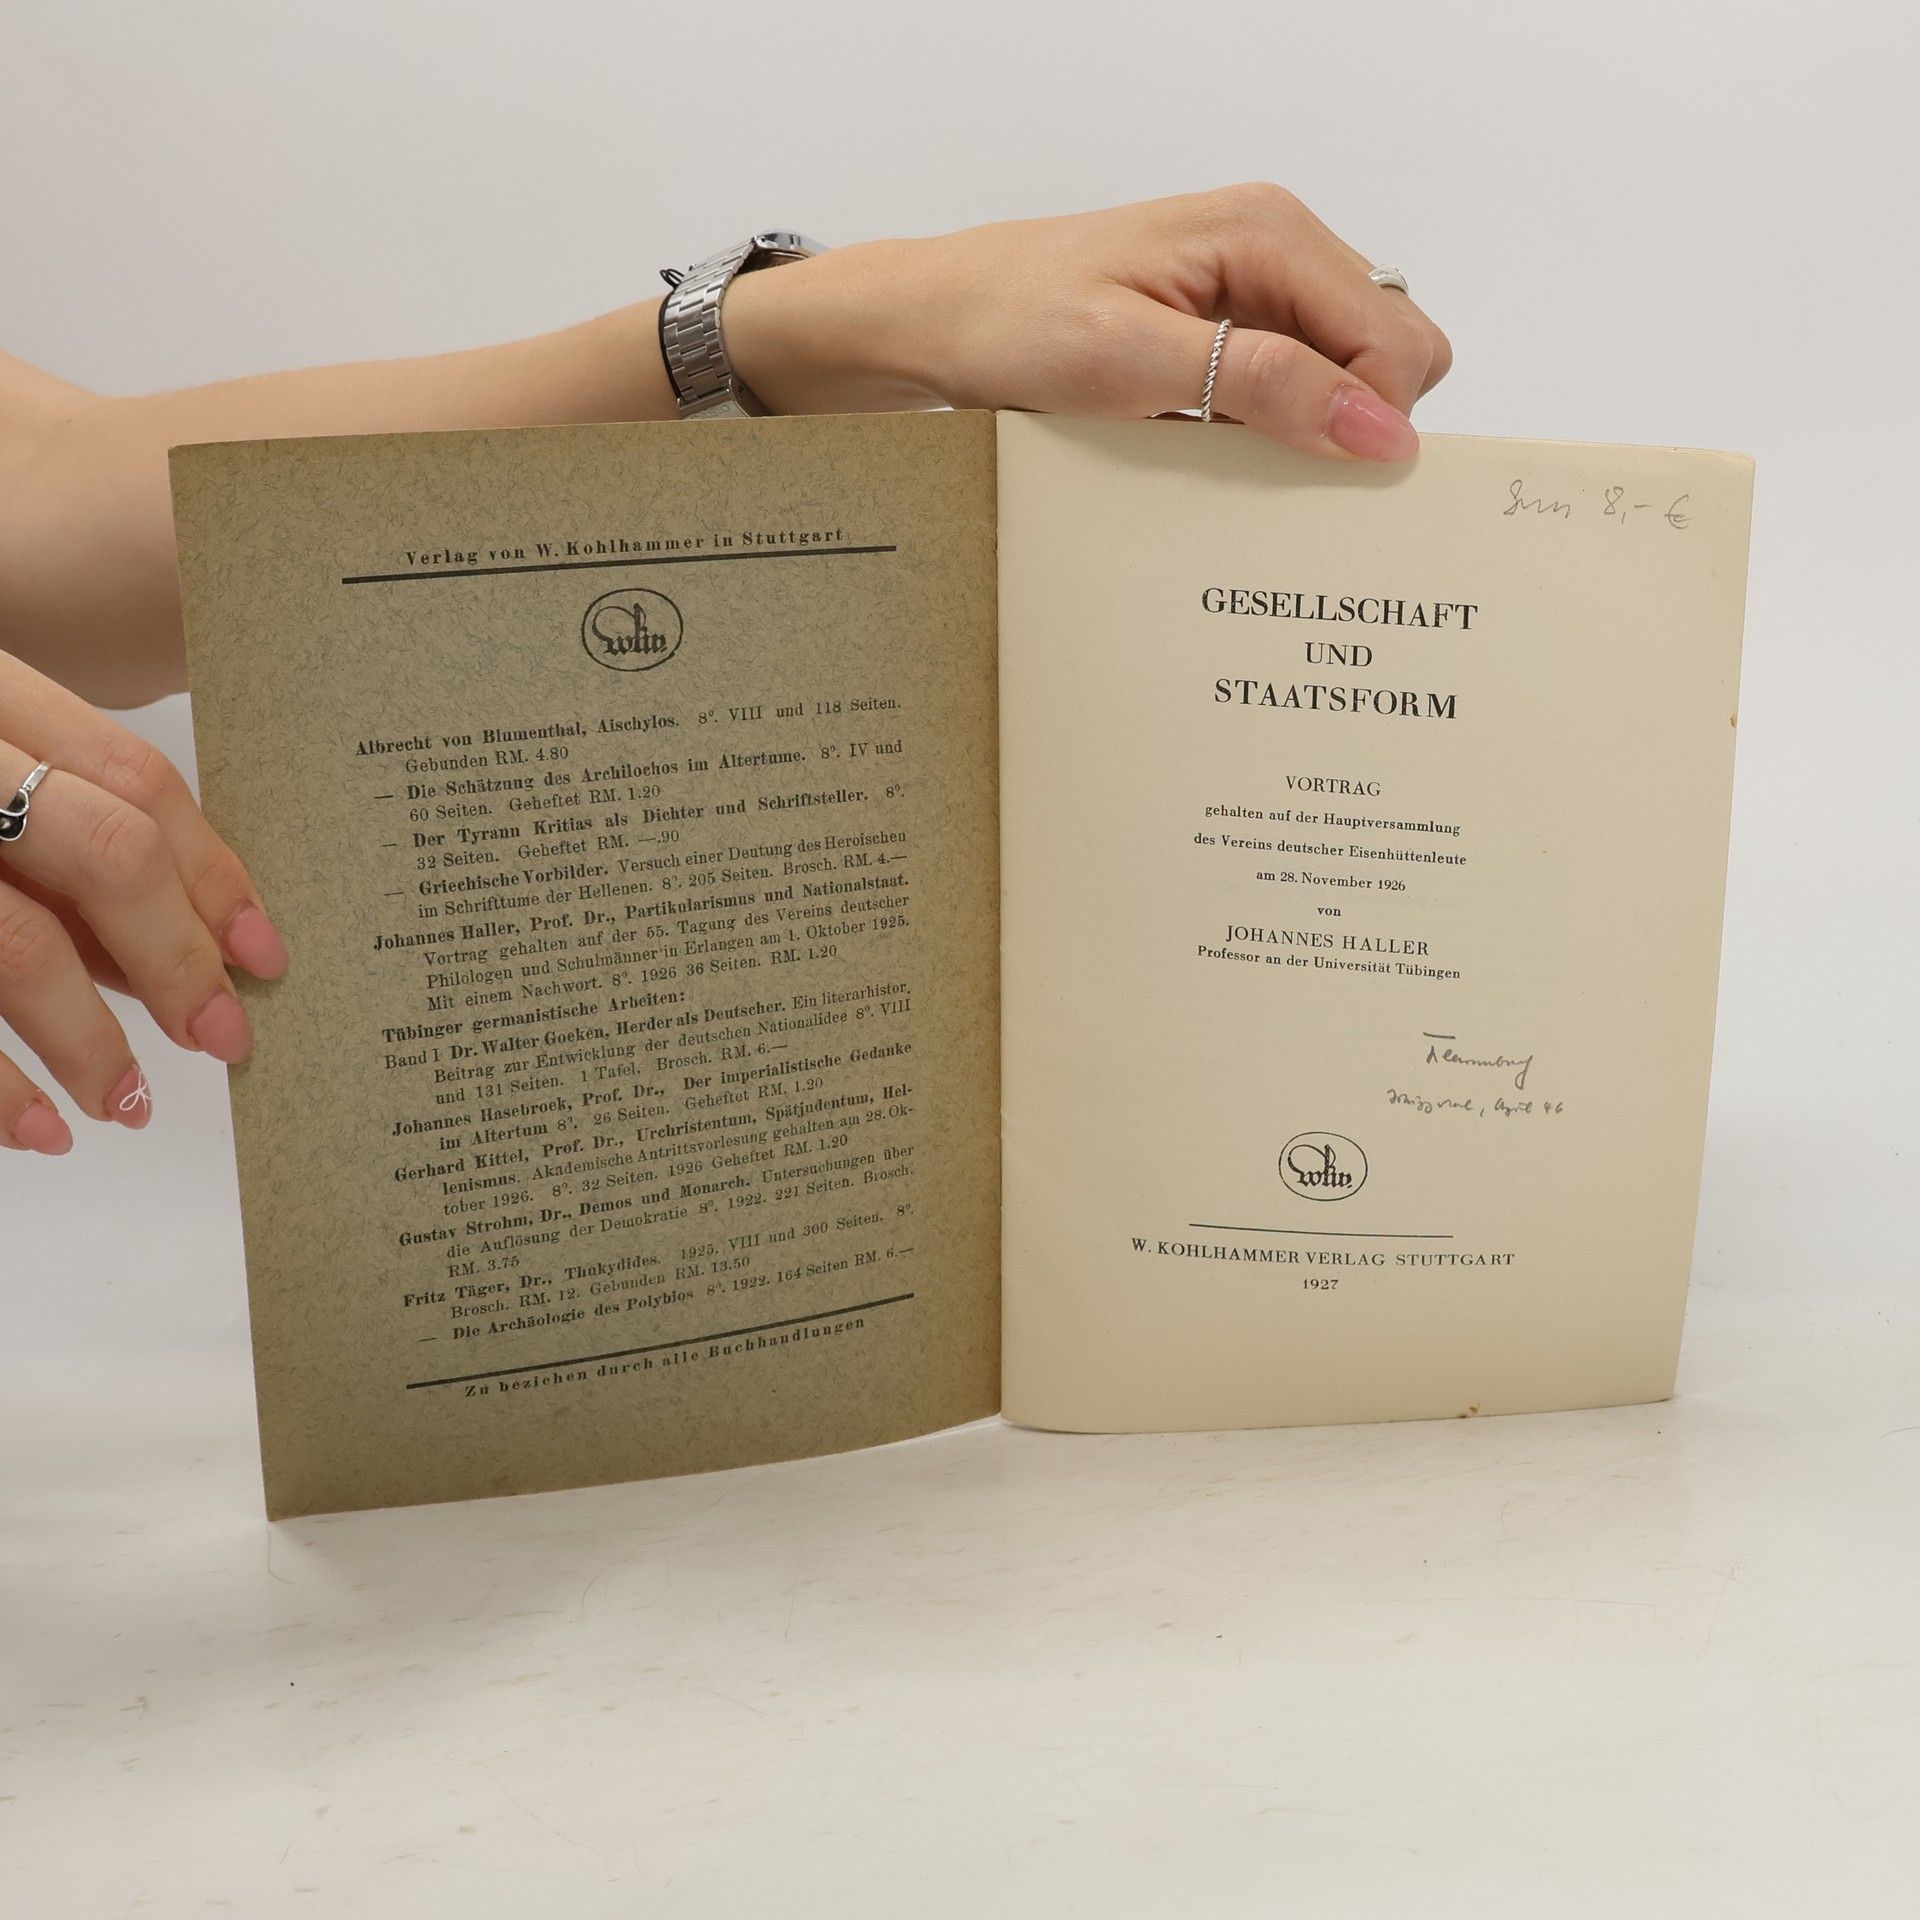 Verlag von W. Kohlhammer in Stuttgart
Albrecht von Blumenthal, Aischylos. 8°. VIII und 118 Seiten.
Gebunden RM. 4.80
— Die Schätzung des Archilochos im Altertume. 8°. IV und
60 Seiten. Geheftet RM. 1.20
— Der Tyrann Kritias als Dichter und Schriftsteller. 8°.
32 Seiten. Geheftet RM. —.90
— Griechische Vorbilder. Versuch einer Deutung des Heroischen
im Schrifttume der Hellenen. 8°. 205 Seiten. Brosch. RM. 4.—
Johannes Haller, Prof. Dr., Partikularismus und Nationalstaat.
Vortrag gehalten auf der 55. Tagung des Vereins deutscher
Philologen und Schulmänner in Erlangen am 1. Oktober 1925.
Mit einem Nachwort. 8°. 1926 36 Seiten. RM. 1.20
Tübinger germanistische Arbeiten:
Band I Dr. Walter Goeken, Herder als Deutscher. Ein literarhistor.
Beitrag zur Entwicklung der deutschen Nationalidee 8°. VIII
und 131 Seiten. 1 Tafel. Brosch. RM. 6.—
Johannes Hasebroek, Prof. Dr., Der imperialistische Gedanke
im Altertum 8°. 26 Seiten. Geheftet RM. 1.20
Gerhard Kittel, Prof. Dr., Urchristentum, Spätjudentum, Hel-
lenismus. Akademische Antrittsvorlesung gehalten am 28. Ok-
tober 1926. 8°. 32 Seiten. 1926 Geheftet RM. 1.20
Gustav Strohm, Dr., Demos und Monarch. Untersuchungen über
die Auflösung der Demokratie 8°. 1922. 221 Seiten. Brosch.
RM. 3.75
Fritz Täger, Dr., Thukydides. 1925. VIII und 300 Seiten. 8°.
Brosch. RM. 12. Gebunden RM. 13.50
— Die Archäologie des Polybios 8°. 1922. 164 Seiten RM. 6.—
Zu beziehen durch alle Buchhandlungen
8,- €
GESELLSCHAFT
UND
STAATSFORM
VORTRAG
gehalten auf der Hauptversammlung
des Vereins deutscher Eisenhüttenleute
am 28. November 1926
von
JOHANNES HALLER
Professor an der Universität Tübingen
April 46
W. KOHLHAMMER VERLAG STUTTGART
1927